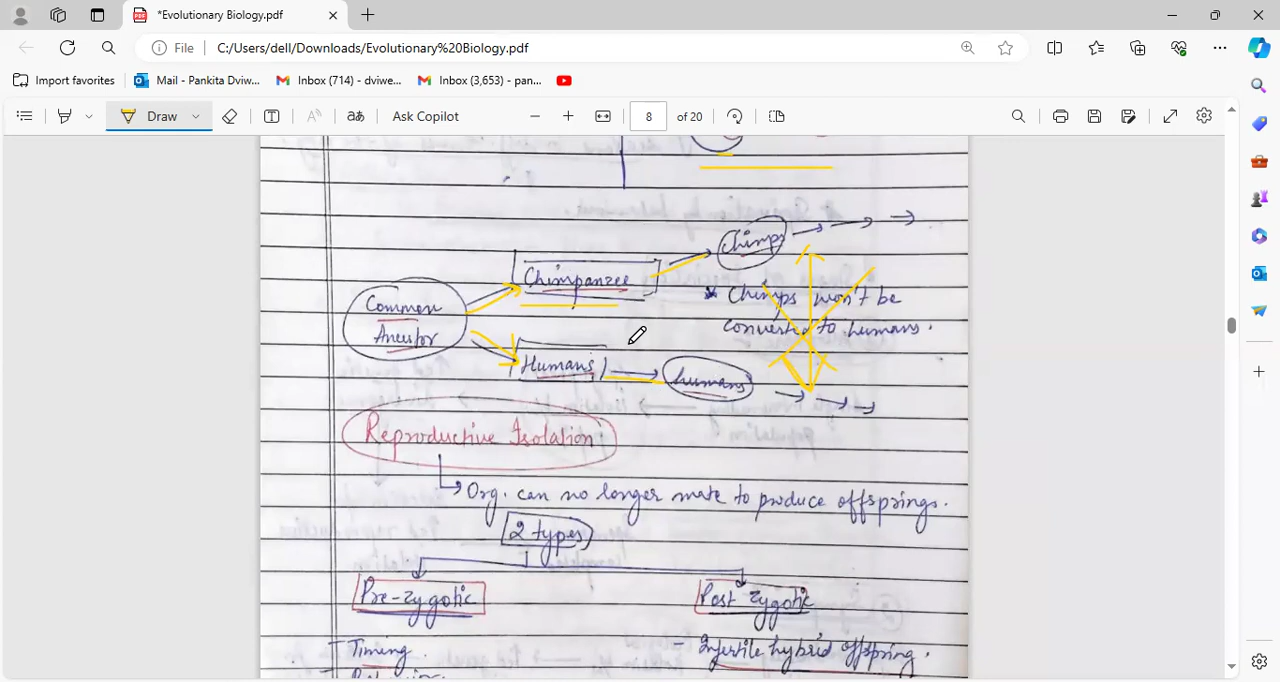 *Evolutionary Biology.pdf
File C:/Users/dell/Downloads/Evolutionary%20Biology.pdf
Import favorites Mail - Pankita Dviw... Inbox (714) - dviwe... Inbox (3,653) - pan...
Draw Ask Copilot 8 of 20
Chimps
Chimpanzee
Common
Ancestor
* Chimps won't be
converted to humans.
Humans humans
Reproductive Isolation
Org. can no longer mate to produce offsprings.
2 types
Pre-zygotic Post zygotic
Timing. - Infertile hybrid offspring.